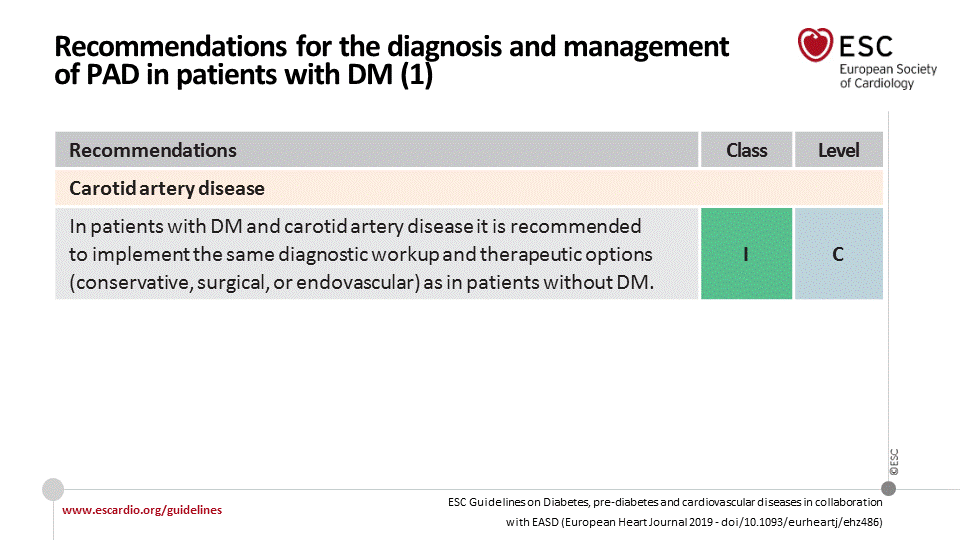 Recommendations for the diagnosis and management
of PAD in patients with DM (1)
ESC
European Society
of Cardiology
Recommendations Class Level
Carotid artery disease
In patients with DM and carotid artery disease it is recommended
to implement the same diagnostic workup and therapeutic options
(conservative, surgical, or endovascular) as in patients without DM.
I C
©ESC
www.escardio.org/guidelines
ESC Guidelines on Diabetes, pre-diabetes and cardiovascular diseases in collaboration
with EASD (European Heart Journal 2019 - doi/10.1093/eurheartj/ehz486)